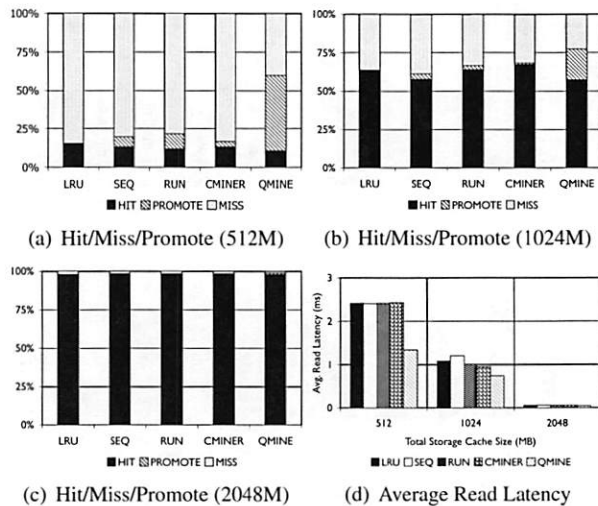 100%
75%
50%
25%
0%
LRU SEQ RUN CMINER QMINE
HIT PROMOTE MISS
(a) Hit/Miss/Promote (512M)
100%
75%
50%
25%
0%
LRU SEQ RUN CMINER QMINE
HIT PROMOTE MISS
(b) Hit/Miss/Promote (1024M)
100%
75%
50%
25%
0%
LRU SEQ RUN CMINER QMINE
HIT PROMOTE MISS
(c) Hit/Miss/Promote (2048M)
Avg. Read Latency (ms)
3
2
1
0
512 1024 2048
Total Storage Cache Size (MB)
LRU SEQ RUN CMINER QMINE
(d) Average Read Latency